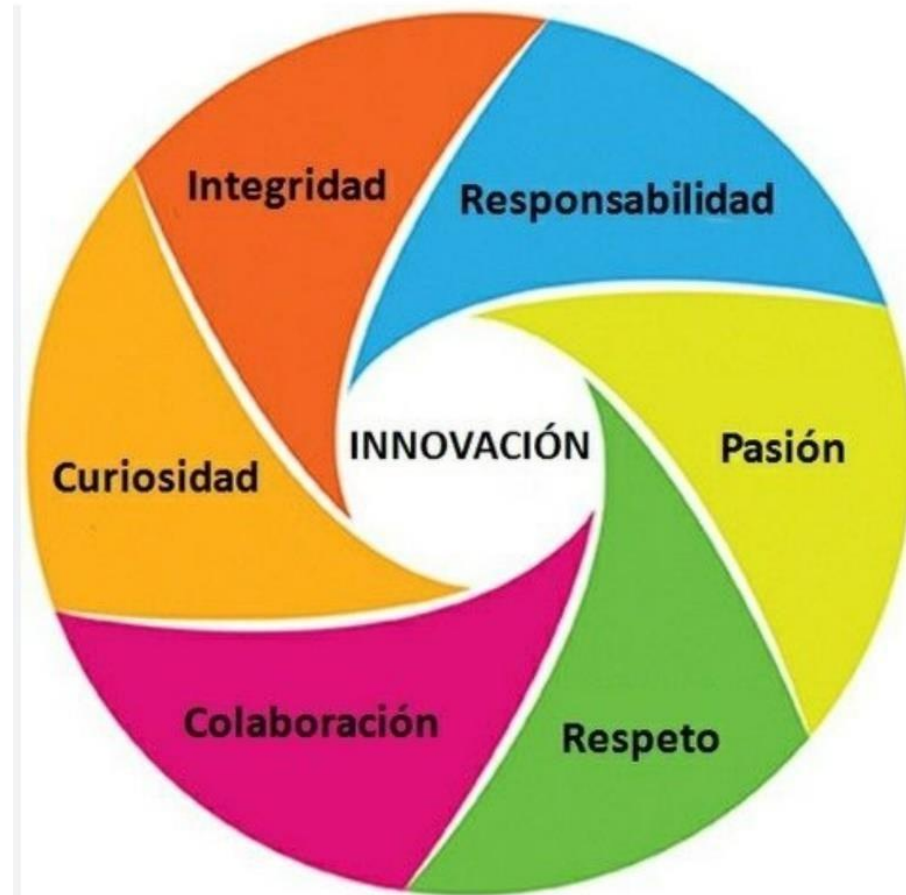 Integridad
Responsabilidad
INNOVACIÓN
Pasión
Curiosidad
Colaboración
Respeto